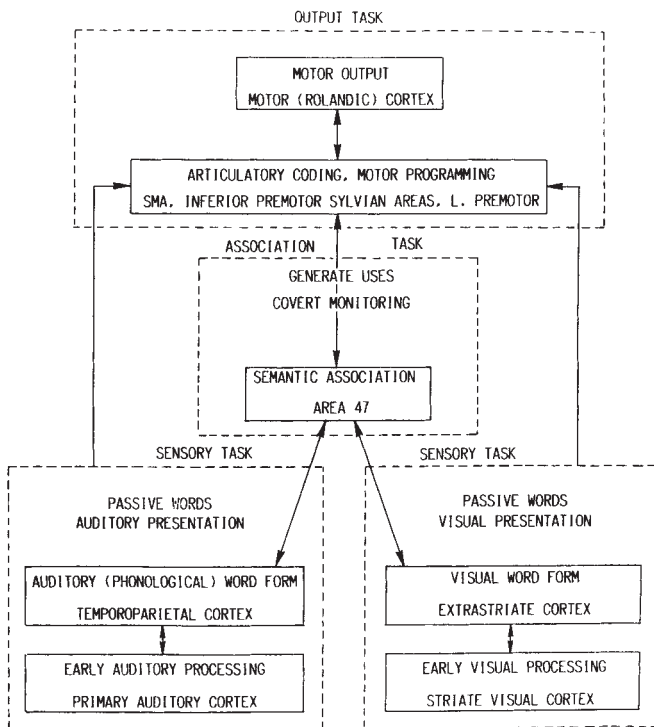 OUTPUT TASK
MOTOR OUTPUT
MOTOR (ROLANDIC) CORTEX
ARTICULATORY CODING, MOTOR PROGRAMMING
SMA, INFERIOR PREMOTOR SYLVIAN AREAS, L. PREMOTOR
ASSOCIATION TASK
GENERATE USES
COVERT MONITORING
SEMANTIC ASSOCIATION
AREA 47
SENSORY TASK
PASSIVE WORDS
AUDITORY PRESENTATION
AUDITORY (PHONOLOGICAL) WORD FORM
TEMPOROPARIETAL CORTEX
EARLY AUDITORY PROCESSING
PRIMARY AUDITORY CORTEX
SENSORY TASK
PASSIVE WORDS
VISUAL PRESENTATION
VISUAL WORD FORM
EXTRASTRIATE CORTEX
EARLY VISUAL PROCESSING
STRIATE VISUAL CORTEX